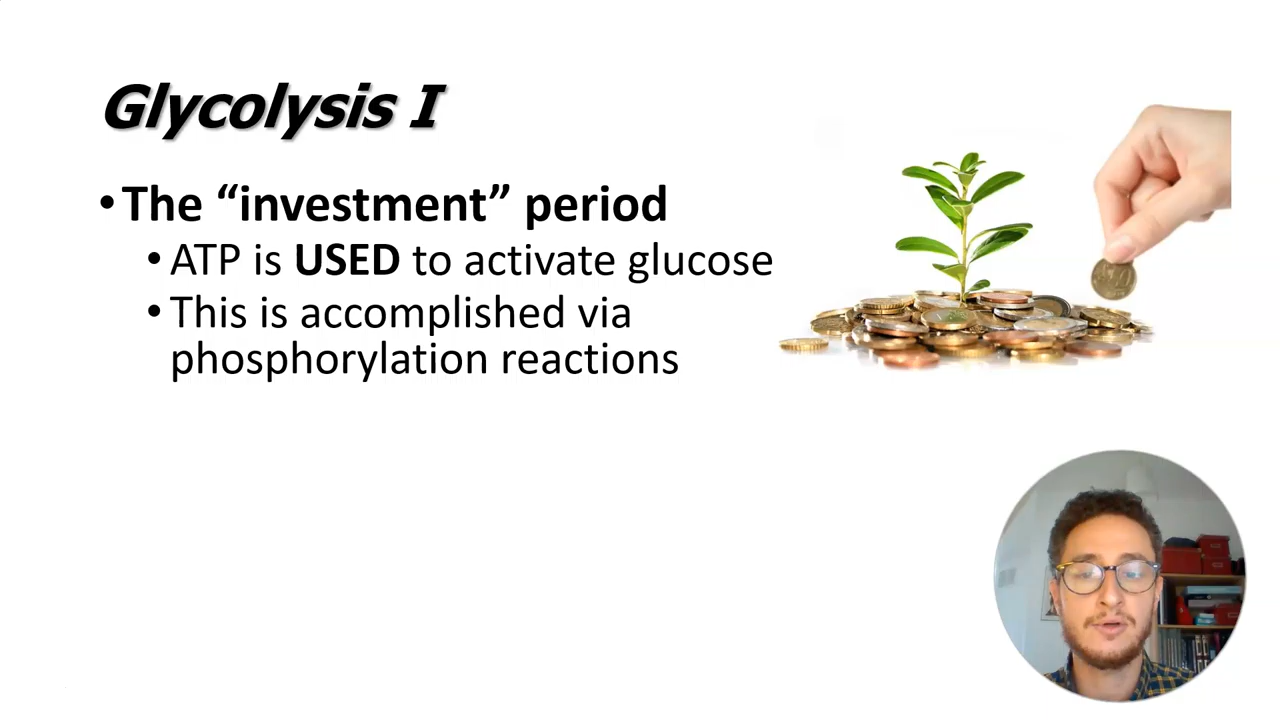 Glycolysis I
•The “investment” period
•ATP is USED to activate glucose
•This is accomplished via
phosphorylation reactions